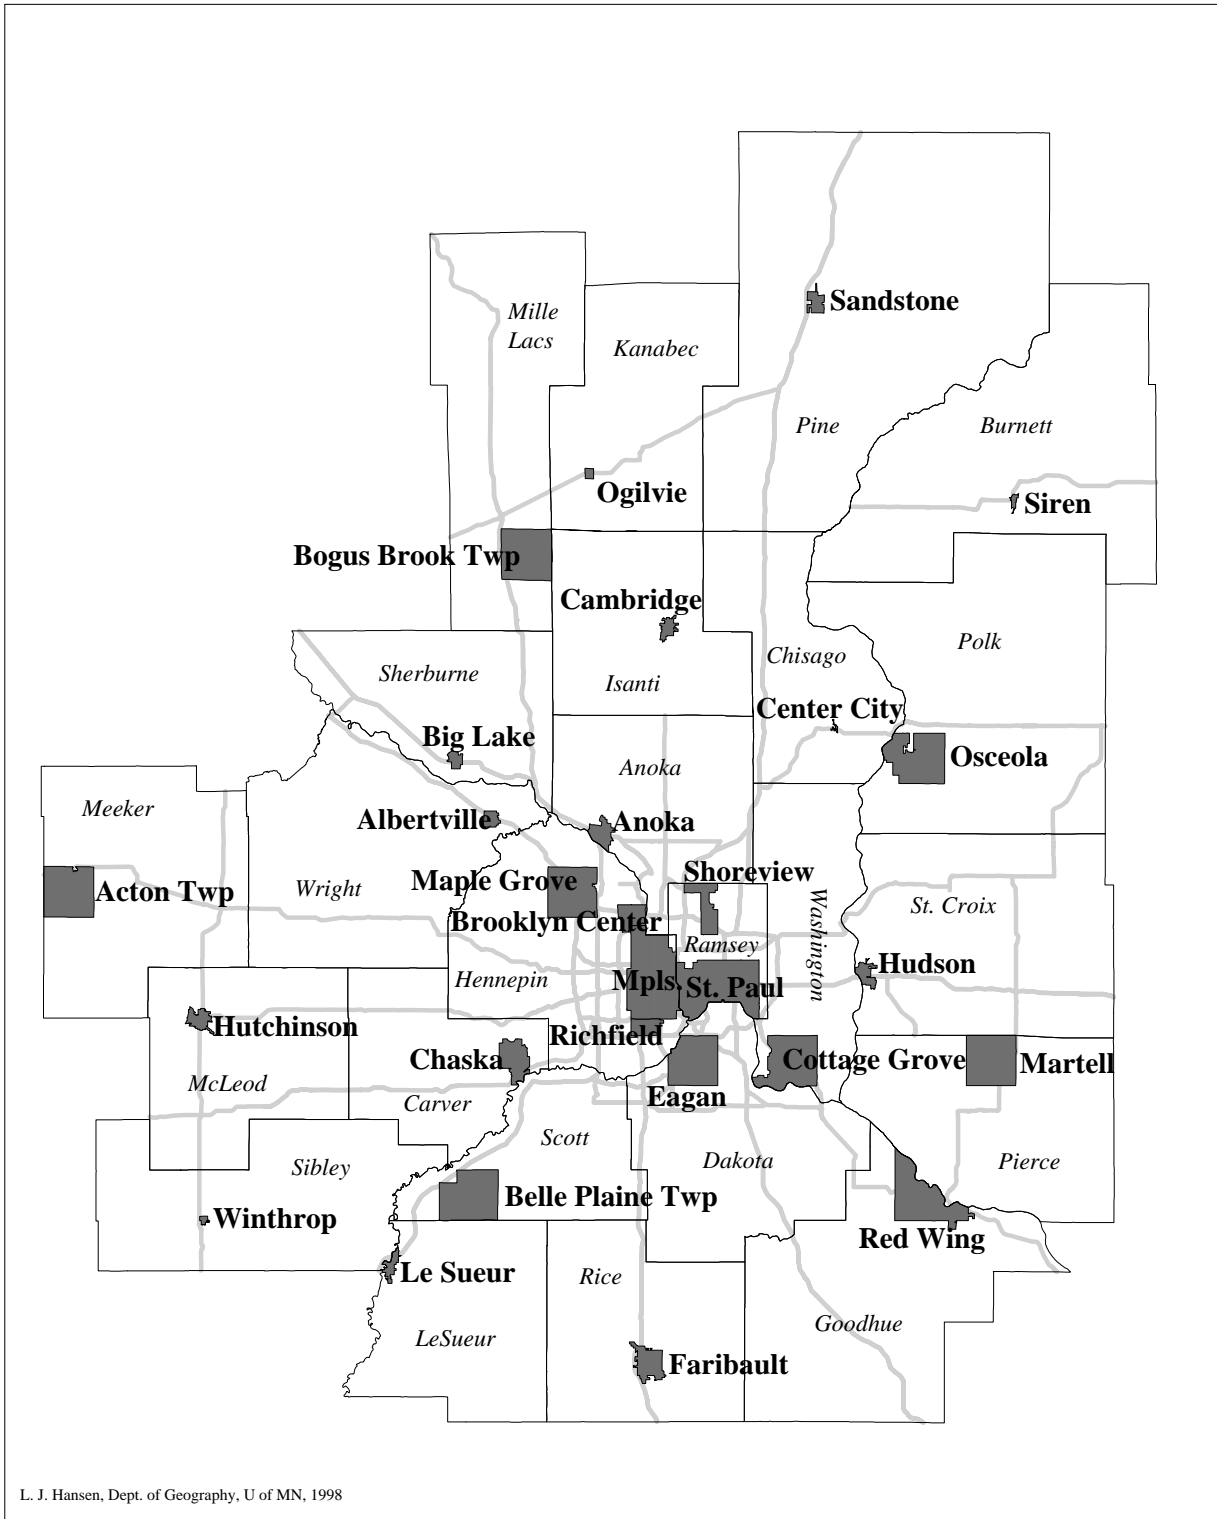 Sandstone
Mille
Lacs
Kanabec
Pine
Burnett
Ogilvie
Siren
Bogus Brook Twp
Cambridge
Polk
Chisago
Sherburne
Isanti
Center City
Big Lake
Osceola
Anoka
Meeker
Albertville
Anoka
Shoreview
Maple Grove
Acton Twp
Wright
Washington
St. Croix
Brooklyn Center
Ramsey
Hudson
Hennepin
Mpls.
St. Paul
Hutchinson
Richfield
Chaska
Cottage Grove
Martell
McLeod
Eagan
Carver
Scott
Dakota
Pierce
Sibley
Belle Plaine Twp
Winthrop
Red Wing
Le Sueur
Rice
Goodhue
LeSueur
Faribault
L. J. Hansen, Dept. of Geography, U of MN, 1998